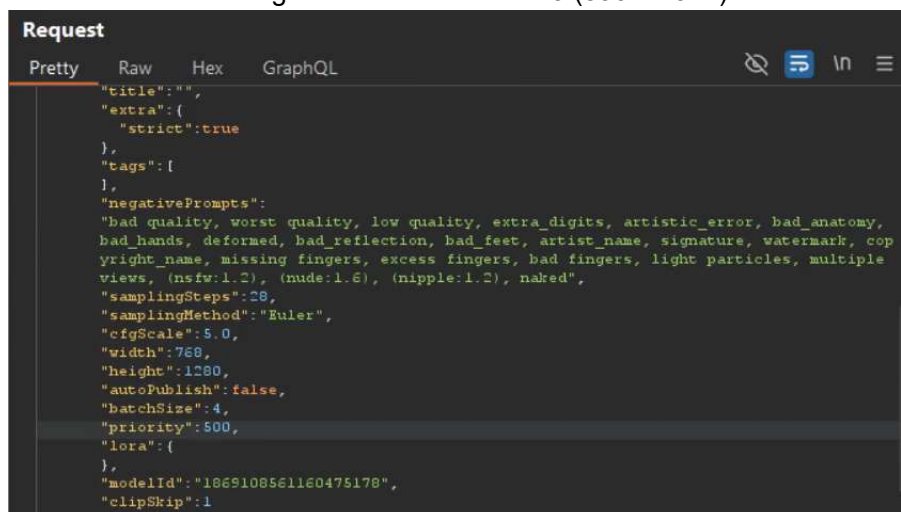 Request
Pretty Raw Hex GraphQL \n
"title":"",
"extra":{
"strict":true
},
"tags":[
],
"negativePrompts":
"bad quality, worst quality, low quality, extra_digits, artistic_error, bad_anatomy,
bad_hands, deformed, bad_reflection, bad_feet, artist_name, signature, watermark, cop
yright_name, missing fingers, excess fingers, bad fingers, light particles, multiple
views, (nsfw:1.2), (nude:1.6), (nipple:1.2), naked",
"samplingSteps":28,
"samplingMethod":"Euler",
"cfgScale":5.0,
"width":768,
"height":1280,
"autoPublish":false,
"batchSize":4,
"priority":500,
"lora":{
},
"modelId":"1869108561160475178",
"clipSkip":1